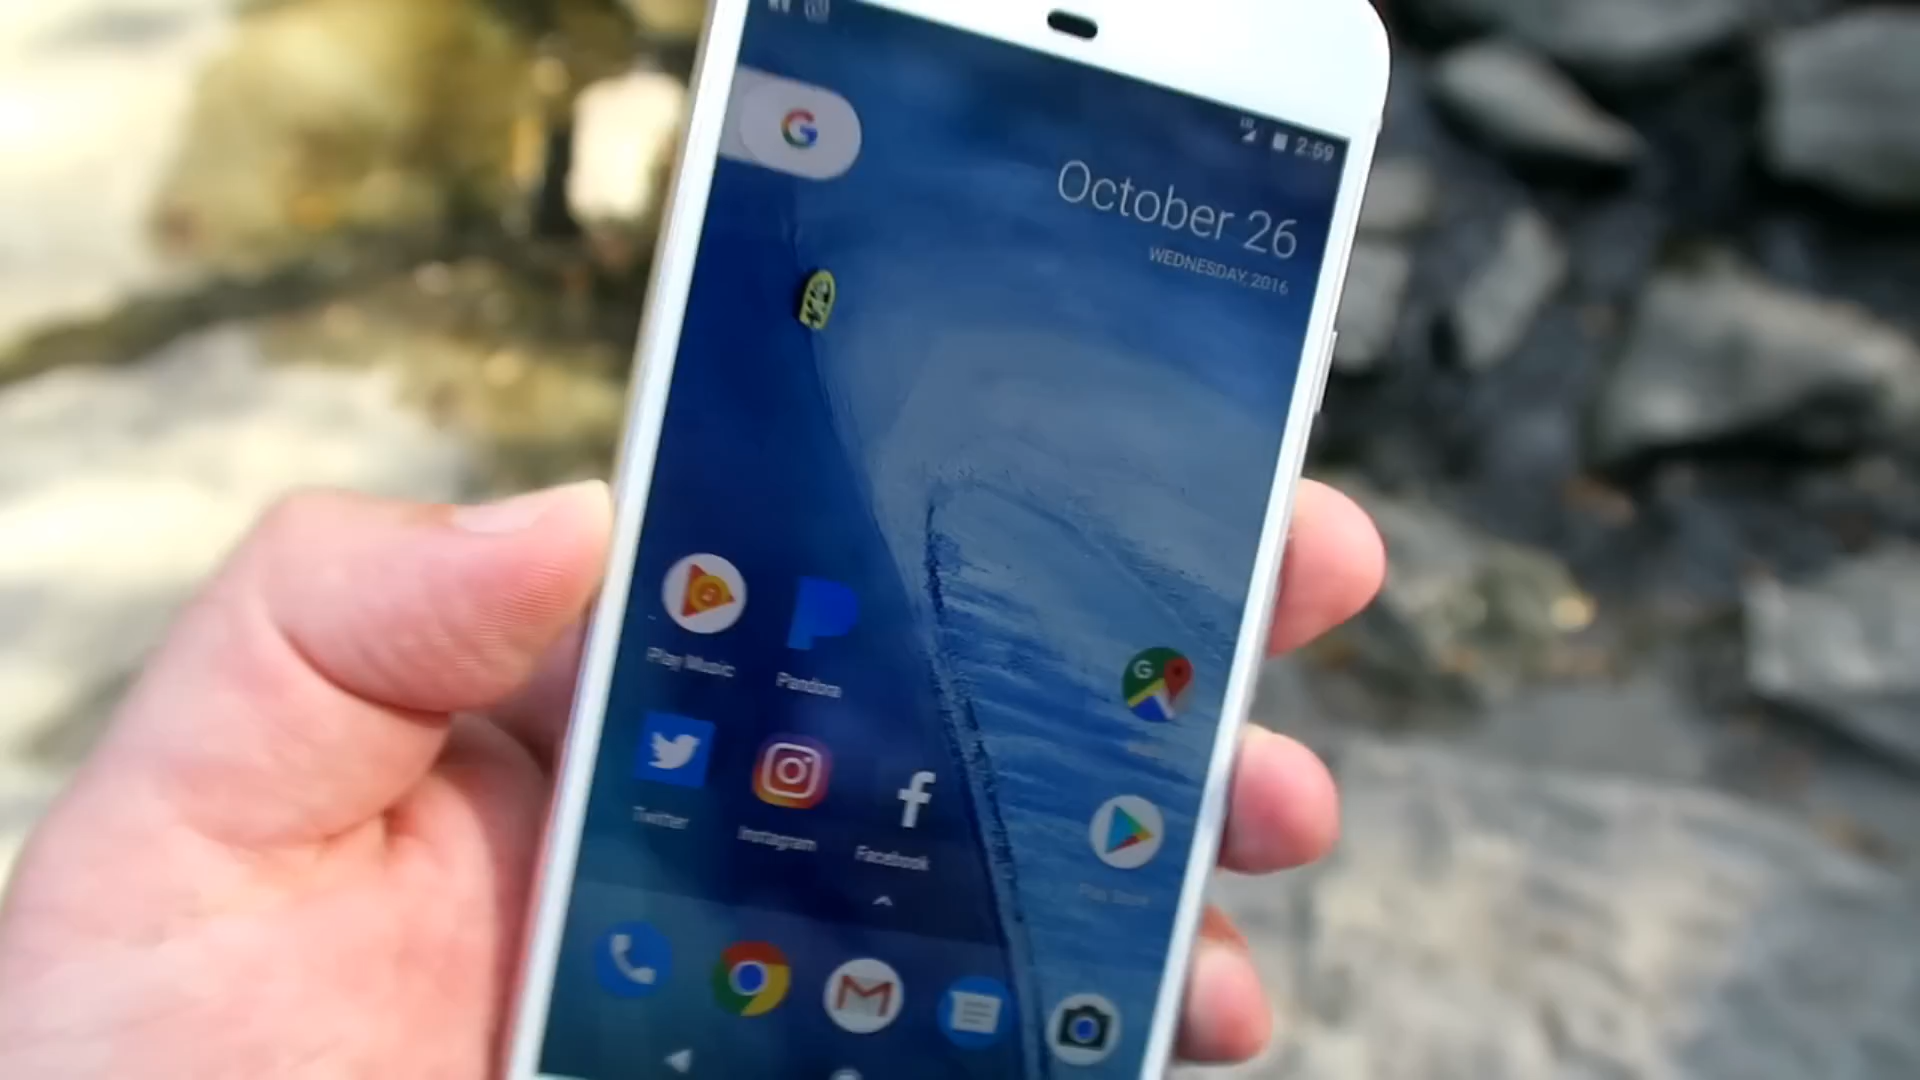 2:59
October 26
WEDNESDAY, 2016
Play Music
Pandora
Twitter
Instagram
Facebook
Play Store